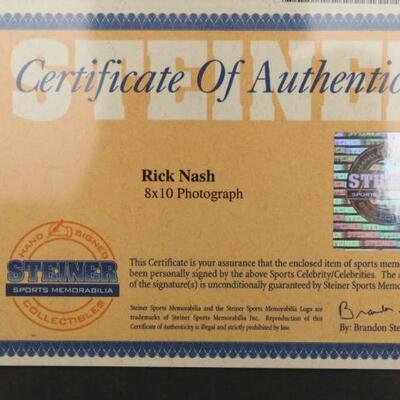 STEINER
Certificate Of Authentic
Rick Nash
8x10 Photograph
HAND SIGNED
STEINER
SPORTS MEMORABILIA
COLLECTIBLES
This Certificate is your assurance that the enclosed item of sports memo
been personally signed by the above Sports Celebrity/Celebrities. The a
of the signature(s) is unconditionally guaranteed by Steiner Sports Memo
Steiner Sports Memorabilia and the Steiner Sports Memorabilia Logo are
trademarks of Steiner Sports Memorabilia Inc. Reproduction of this
Certificate of Authenticity is illegal and strictly prohibited by law.
Brandon
By: Brandon Ste